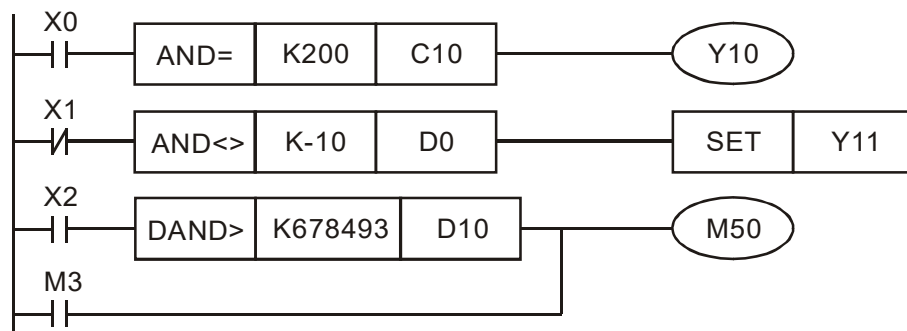 X0
AND= K200 C10 Y10
X1
AND<> K-10 D0 SET Y11
X2
DAND> K678493 D10 M50
M3